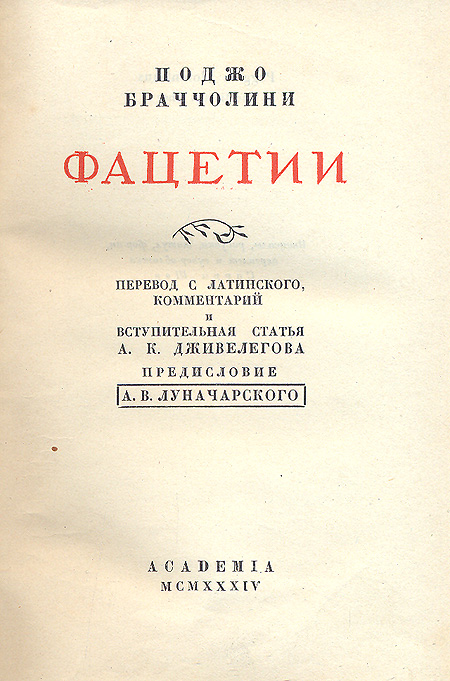 ПОДЖО
БРАЧЧОЛИНИ
ФАЦЕТИИ
ПЕРЕВОД С ЛАТИНСКОГО,
КОММЕНТАРИЙ
И
ВСТУПИТЕЛЬНАЯ СТАТЬЯ
А. К. ДЖИВЕЛЕГОВА
ПРЕДИСЛОВИЕ
А. В. ЛУНАЧАРСКОГО
ACADEMIA
MCMXXXIV